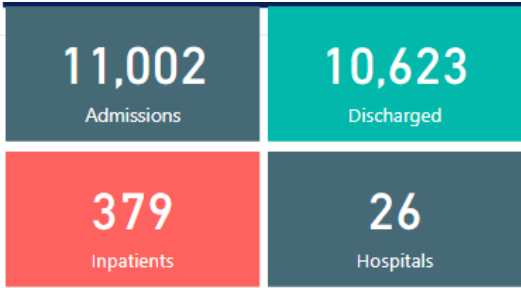 11,002
Admissions
10,623
Discharged
379
Inpatients
26
Hospitals